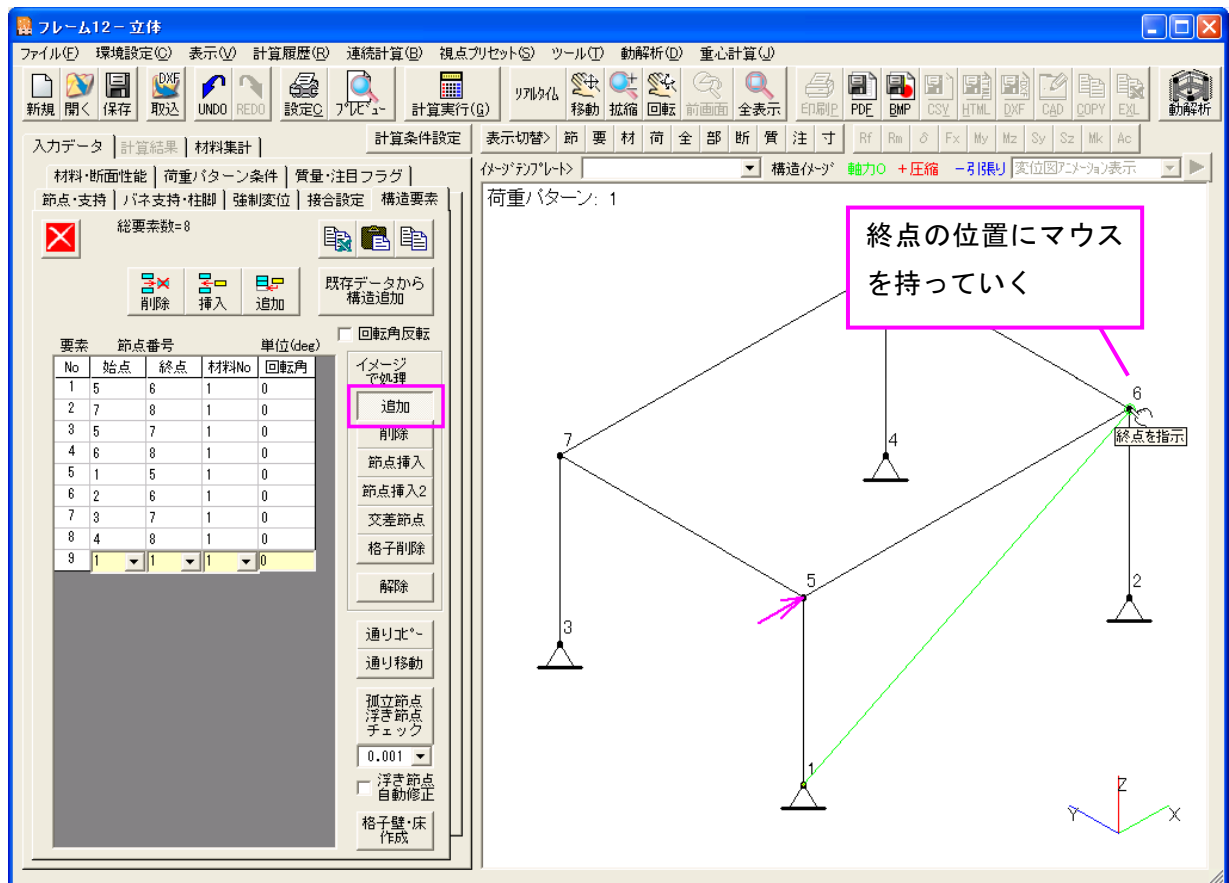 フレーム12－立体
ファイル(F) 環境設定(C) 表示(V) 計算履歴(R) 連続計算(B) 視点プリセット(S) ツール(T) 動解析(D) 重心計算(J)
新規 開く 保存 取込 UNDO REDO 設定C ﾌﾟﾚﾋﾞｭｰ 計算実行(g) ﾘｱﾙﾀｲﾑ 移動 拡縮 回転 前画面 全表示 印刷P PDF BMP CSV HTML DXF CAD COPY EXL 動解析
入力データ 計算結果 材料集計 計算条件設定
表示切替> 節 要 材 荷 全 部 断 質 注 寸 Rf Rm δ Fx My Mz Sy Sz Mk Ac
ｲﾒｰｼﾞﾃﾝﾌﾟﾚｰﾄ> 構造ｲﾒｰｼﾞ 軸力0 +圧縮 -引張り 変位図ｱﾆﾒｰｼｮﾝ表示
材料・断面性能 荷重パターン条件 質量・注目フラグ
節点・支持 バネ支持・柱脚 強制変位 接合設定 構造要素
総要素数=8
削除 挿入 追加
既存データから
構造追加
回転角反転
要素 節点番号 単位(deg)
No 始点 終点 材料No 回転角
1 5 6 1 0
2 7 8 1 0
3 5 7 1 0
4 6 8 1 0
5 1 5 1 0
6 2 6 1 0
7 3 7 1 0
8 4 8 1 0
9 1 1 1 0
イメージ
で処理
追加
削除
節点挿入
節点挿入2
交差節点
格子削除
解除
通りｺﾋﾟｰ
通り移動
孤立節点
浮き節点
チェック
0.001
浮き節点
自動修正
格子壁・床
作成
荷重パターン: 1
終点の位置にマウス
を持っていく
6
終点を指示
7
4
5
2
3
1
Z
Y
X